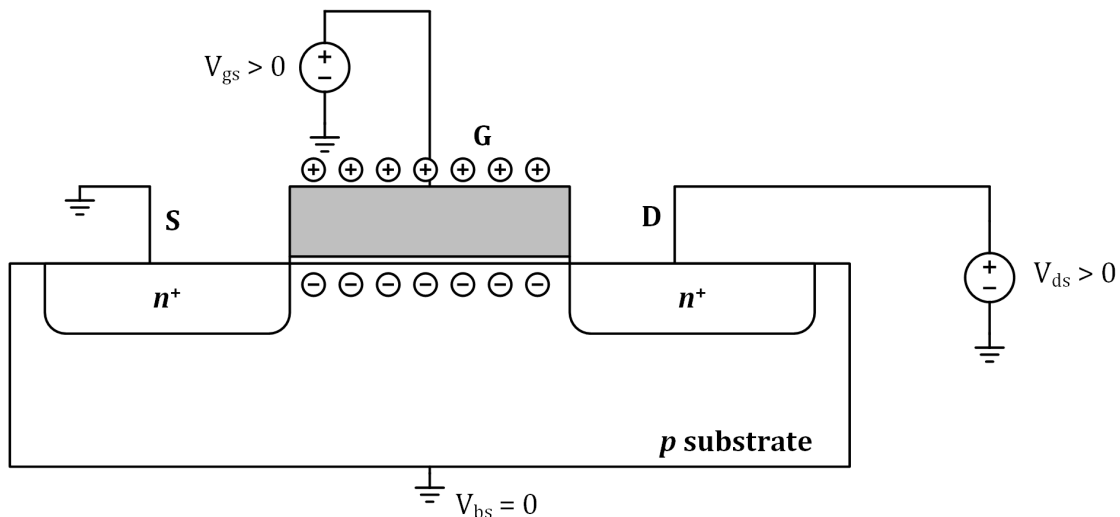 V_gs > 0
+
−
G
+ + + + + + +
S
D
− − − − − − −
+
−
V_ds > 0
n⁺
n⁺
p substrate
V_bs = 0